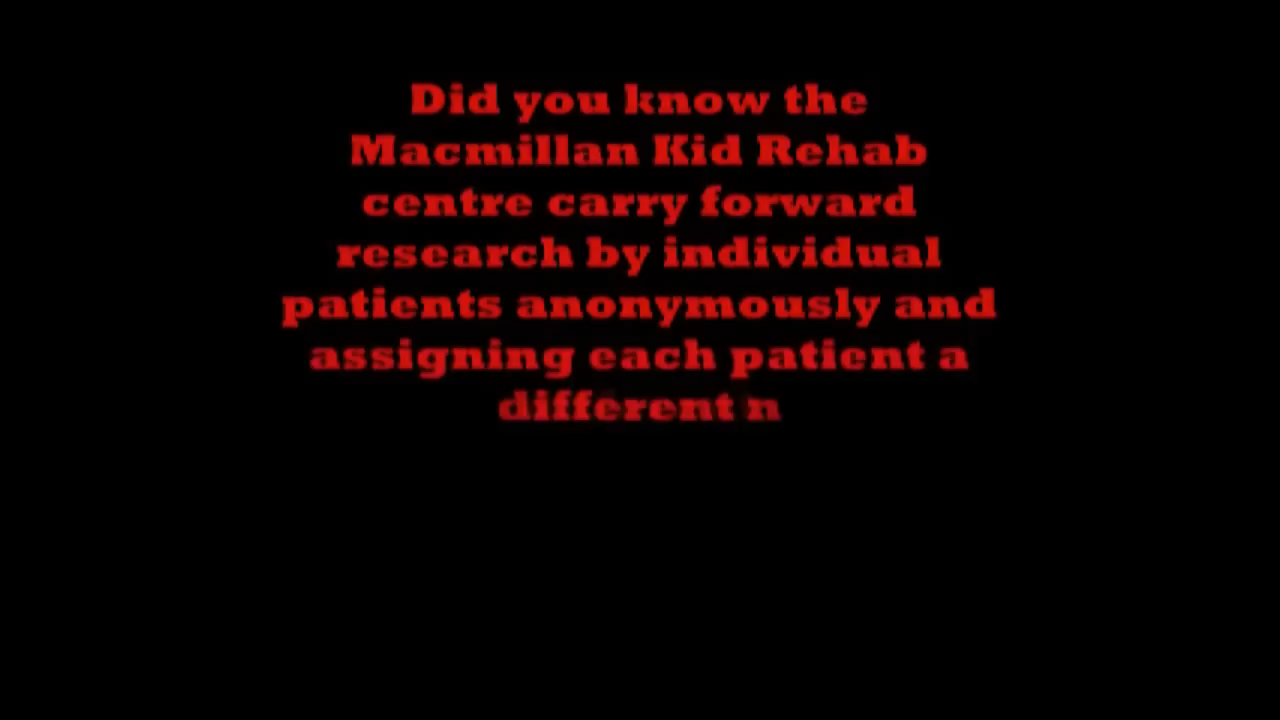 Did you know the
Macmillan Kid Rehab
centre carry forward
research by individual
patients anonymously and
assigning each patient a
different n